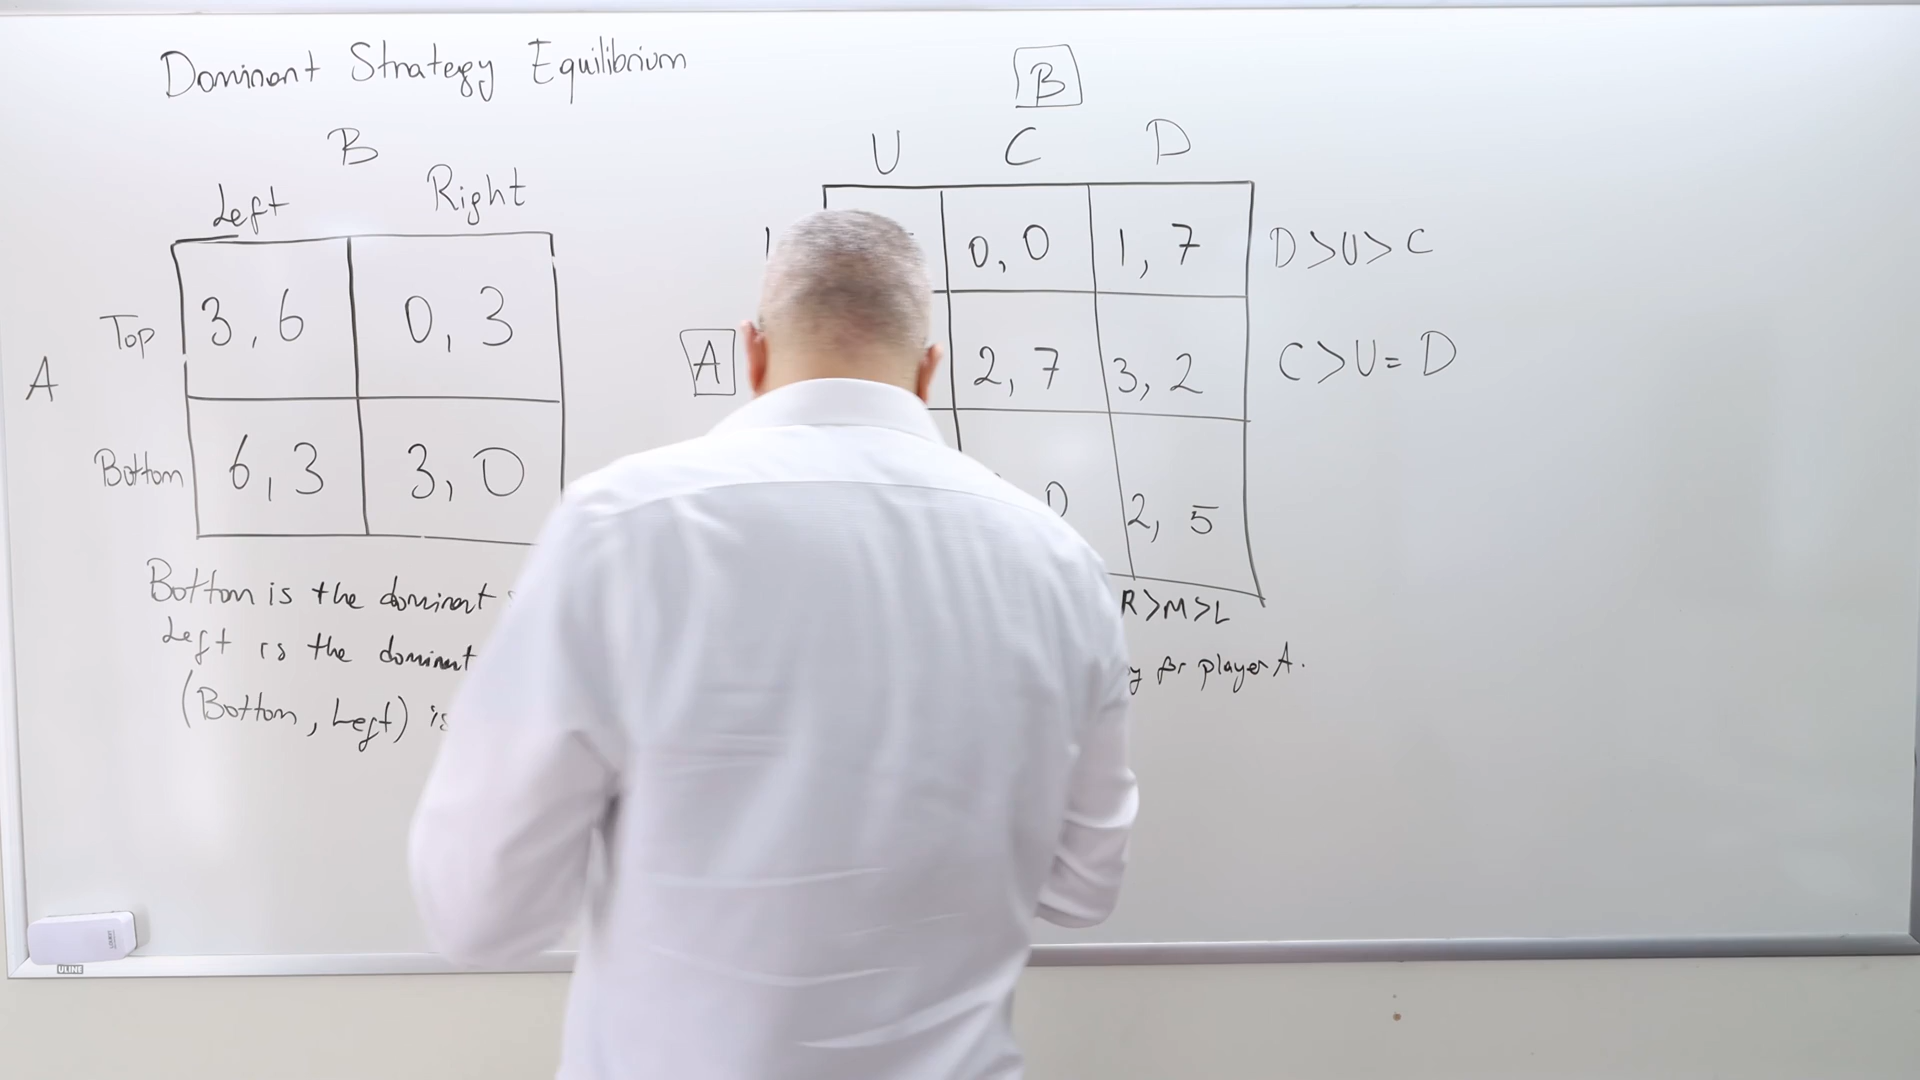 Dominant Strategy Equilibrium
B
Left Right
Top 3, 6 0, 3
A
Bottom 6, 3 3, 0
Bottom is the dominant
Left is the dominant
(Bottom, Left) is
B
U C D
0, 0 1, 7 D > U > C
A 2, 7 3, 2 C > U = D
0 2, 5
R > M > L
for player A.
ULINE